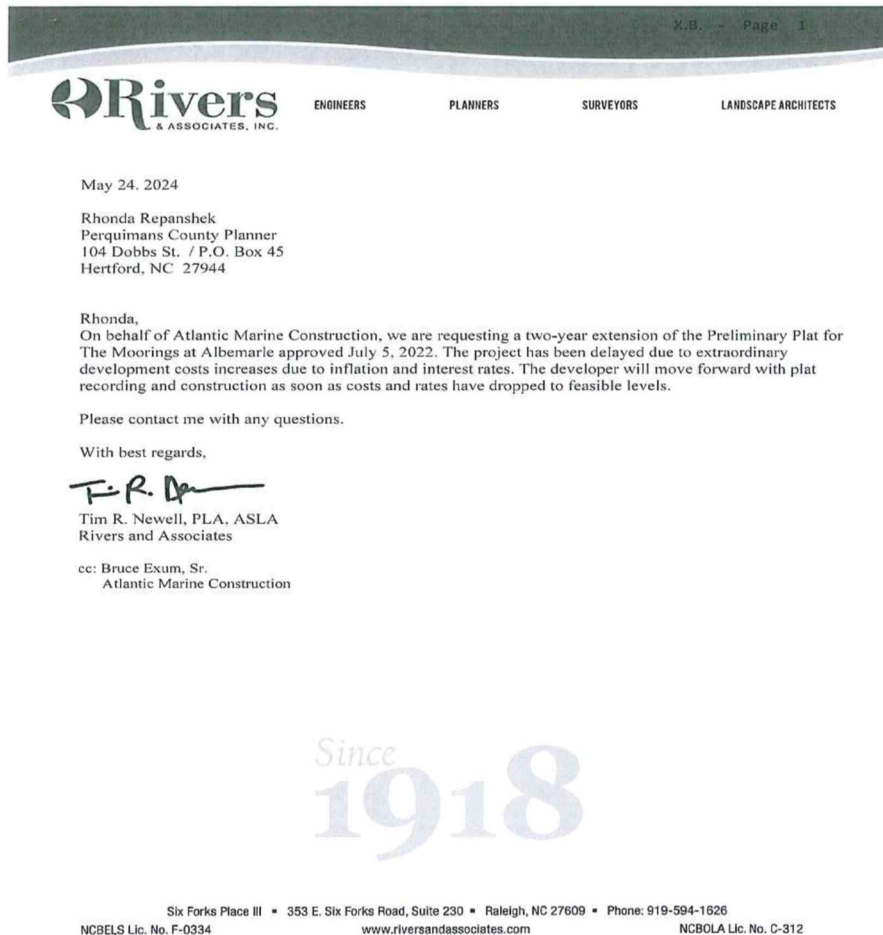 X.B. - Page 1
Rivers
& ASSOCIATES, INC.
ENGINEERS PLANNERS SURVEYORS LANDSCAPE ARCHITECTS
May 24. 2024
Rhonda Repanshek
Perquimans County Planner
104 Dobbs St. / P.O. Box 45
Hertford, NC 27944
Rhonda,
On behalf of Atlantic Marine Construction, we are requesting a two-year extension of the Preliminary Plat for
The Moorings at Albemarle approved July 5, 2022. The project has been delayed due to extraordinary
development costs increases due to inflation and interest rates. The developer will move forward with plat
recording and construction as soon as costs and rates have dropped to feasible levels.
Please contact me with any questions.
With best regards,
Tim R. Newell, PLA, ASLA
Rivers and Associates
cc: Bruce Exum, Sr.
Atlantic Marine Construction
Since
1918
Six Forks Place III ▪ 353 E. Six Forks Road, Suite 230 ▪ Raleigh, NC 27609 ▪ Phone: 919-594-1626
NCBELS Lic. No. F-0334 www.riversandassociates.com NCBOLA Lic. No. C-312